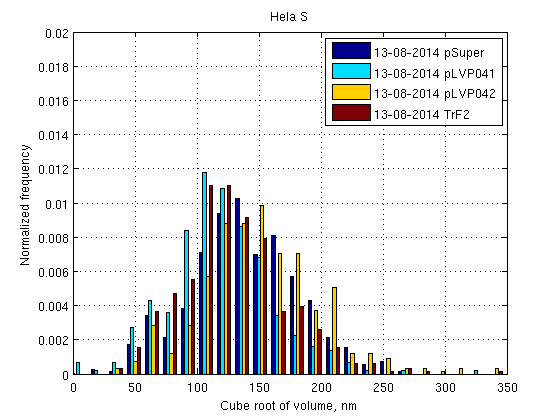 Hela S
0.02
0.018
0.016
0.014
0.012
0.01
0.008
0.006
0.004
0.002
0
Normalized frequency
13-08-2014 pSuper
13-08-2014 pLVP041
13-08-2014 pLVP042
13-08-2014 TrF2
0 50 100 150 200 250 300 350
Cube root of volume, nm